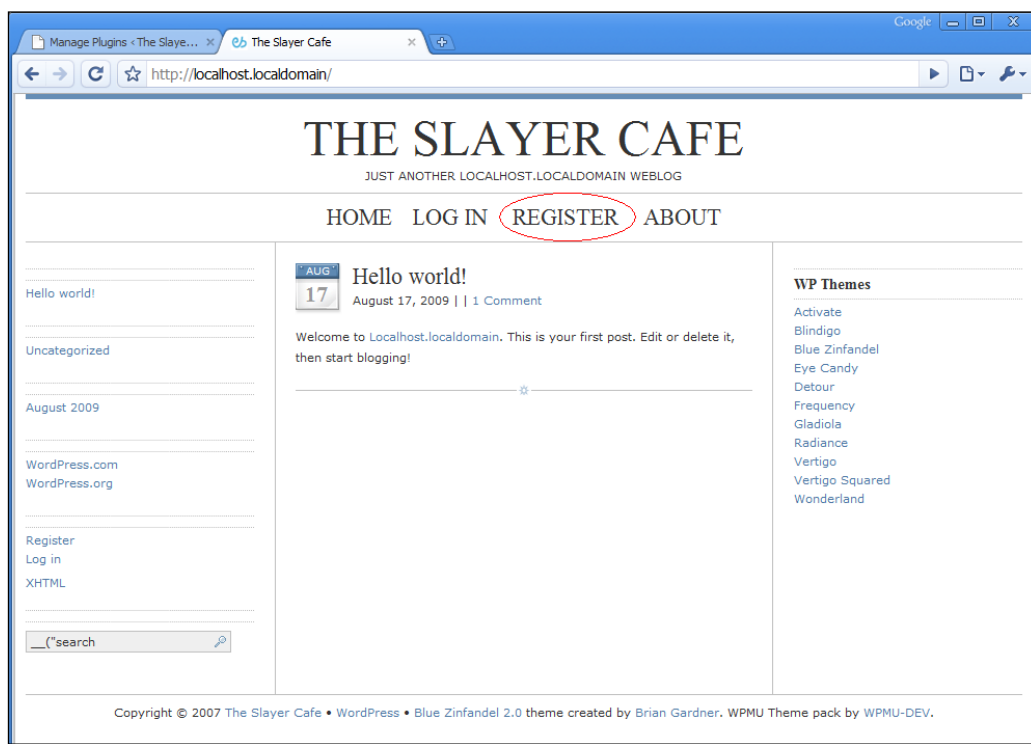 Google
Manage Plugins ‹ The Slaye...
The Slayer Cafe
http://localhost.localdomain/
THE SLAYER CAFE
JUST ANOTHER LOCALHOST.LOCALDOMAIN WEBLOG
HOME LOG IN REGISTER ABOUT
Hello world!
Uncategorized
August 2009
WordPress.com
WordPress.org
Register
Log in
XHTML
__("search
AUG
17
Hello world!
August 17, 2009 | | 1 Comment
Welcome to Localhost.localdomain. This is your first post. Edit or delete it,
then start blogging!
WP Themes
Activate
Blindigo
Blue Zinfandel
Eye Candy
Detour
Frequency
Gladiola
Radiance
Vertigo
Vertigo Squared
Wonderland
Copyright © 2007 The Slayer Cafe • WordPress • Blue Zinfandel 2.0 theme created by Brian Gardner. WPMU Theme pack by WPMU-DEV.